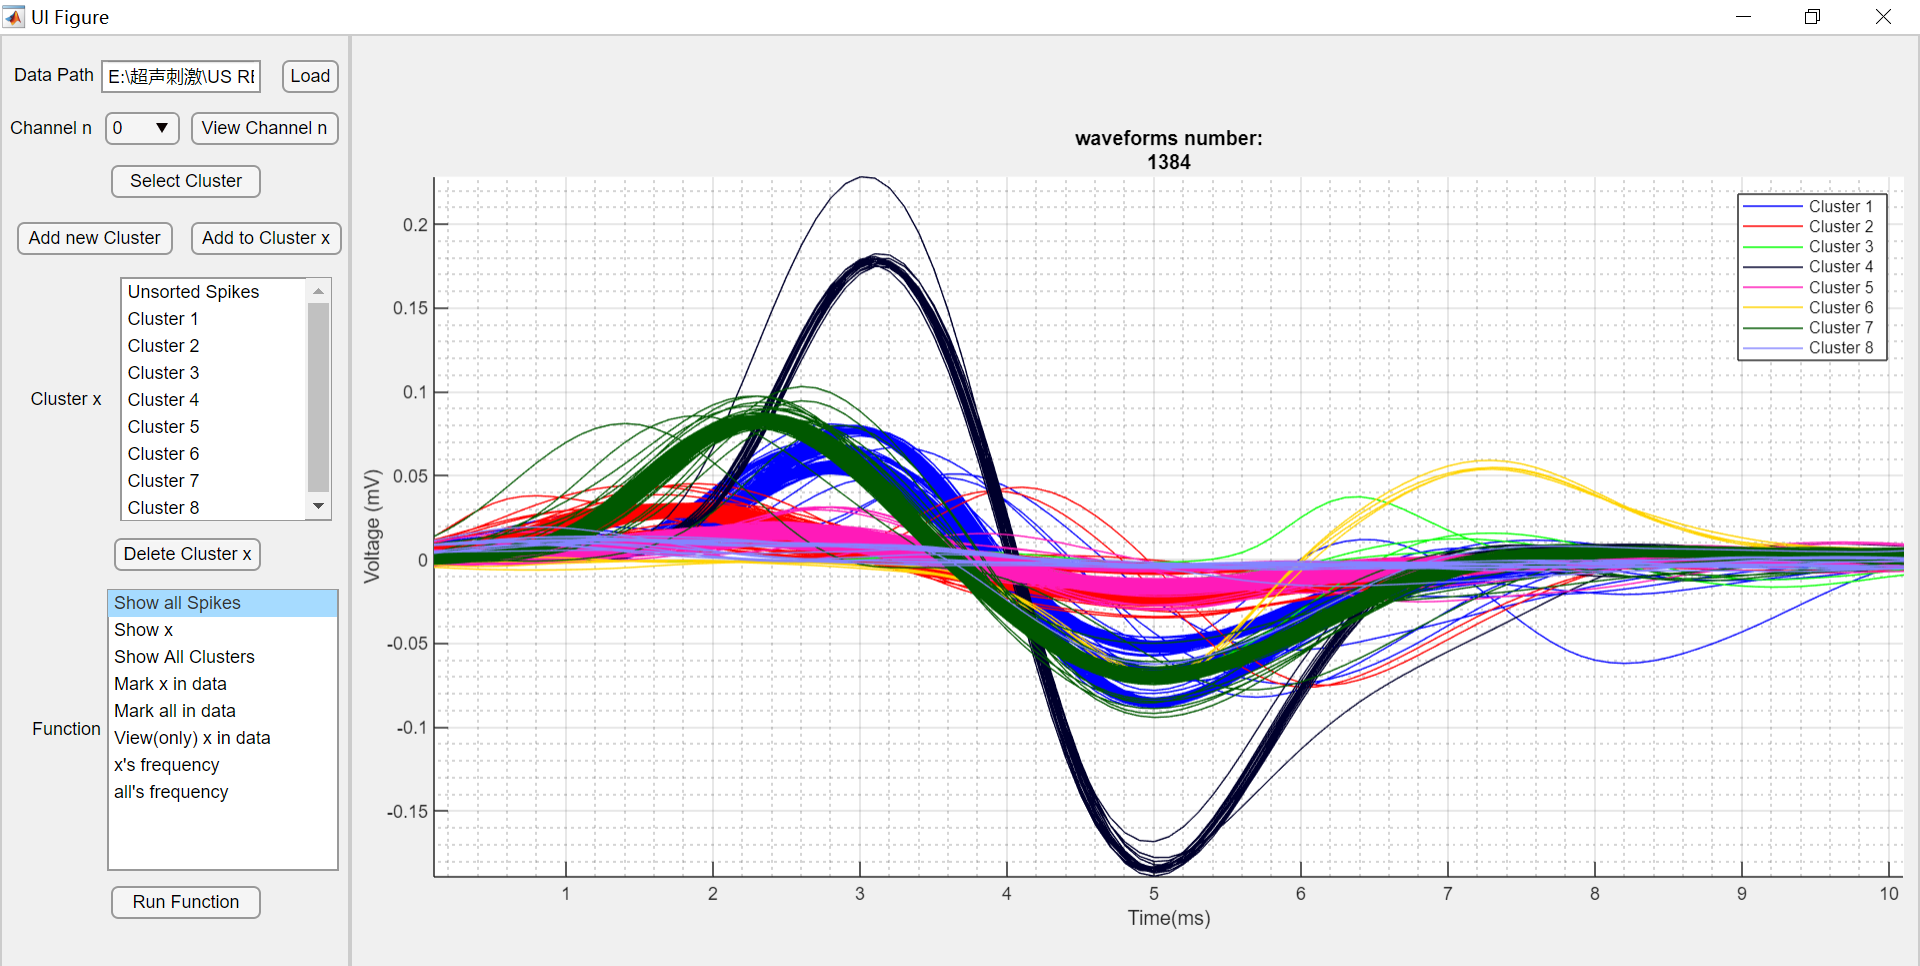 UI Figure
Data Path E:\超声刺激\US RE Load
Channel n 0 View Channel n
Select Cluster
Add new Cluster Add to Cluster x
Cluster x
Unsorted Spikes
Cluster 1
Cluster 2
Cluster 3
Cluster 4
Cluster 5
Cluster 6
Cluster 7
Cluster 8
Delete Cluster x
Function
Show all Spikes
Show x
Show All Clusters
Mark x in data
Mark all in data
View(only) x in data
x's frequency
all's frequency
Run Function
waveforms number:
1384
Voltage (mV)
0.2
0.15
0.1
0.05
0
-0.05
-0.1
-0.15
1 2 3 4 5 6 7 8 9 10
Time(ms)
Cluster 1
Cluster 2
Cluster 3
Cluster 4
Cluster 5
Cluster 6
Cluster 7
Cluster 8